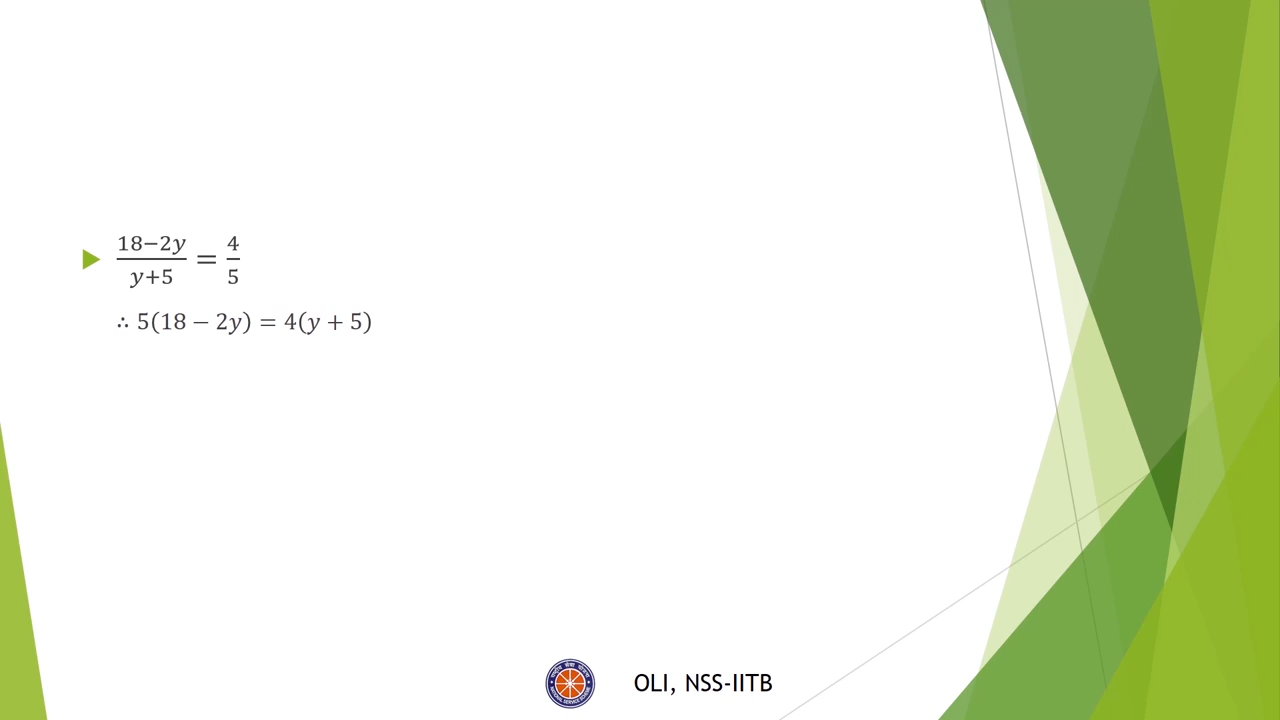 18−2y
y+5
=
4
5
∴ 5(18 − 2y) = 4(y + 5)
OLI, NSS-IITB